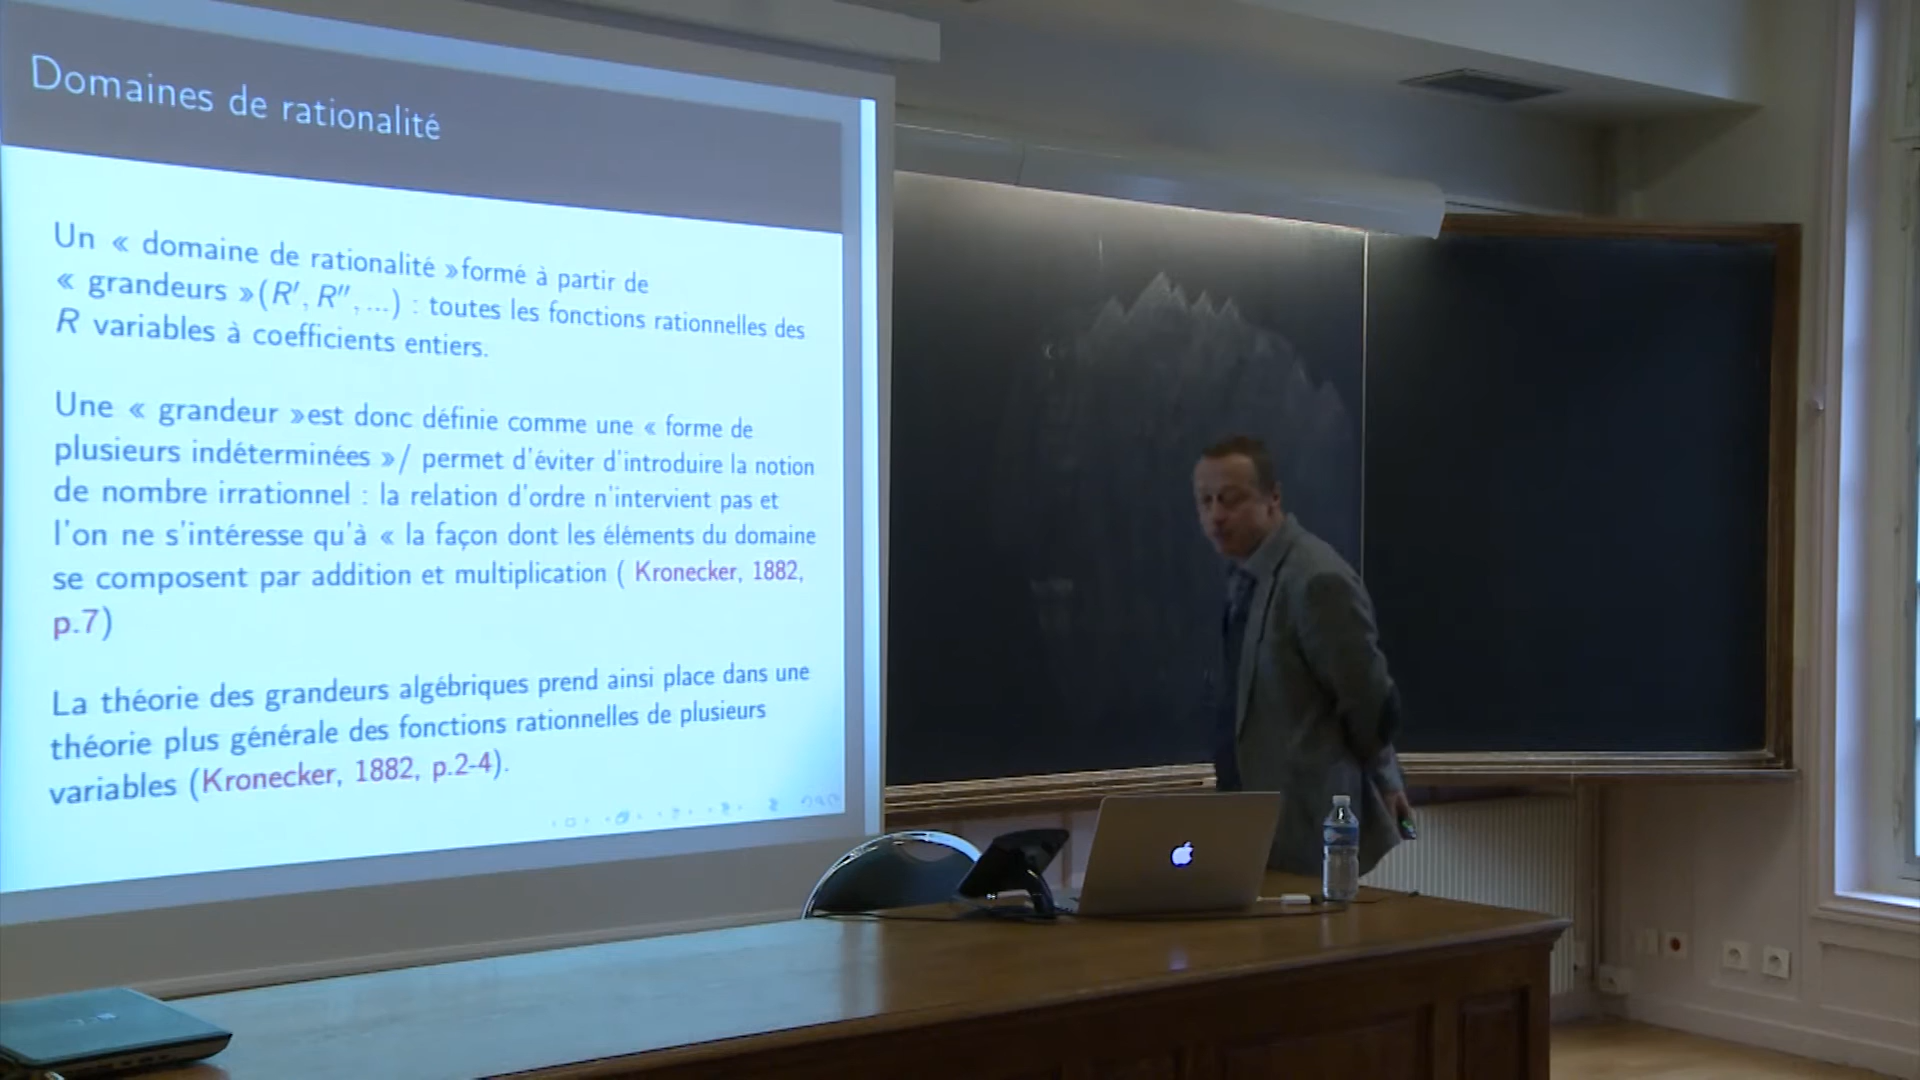 Domaines de rationalité
Un « domaine de rationalité »formé à partir de
« grandeurs »(R′, R″, ...) : toutes les fonctions rationnelles des
R variables à coefficients entiers.
Une « grandeur »est donc définie comme une « forme de
plusieurs indéterminées »/ permet d'éviter d'introduire la notion
de nombre irrationnel : la relation d'ordre n'intervient pas et
l'on ne s'intéresse qu'à « la façon dont les éléments du domaine
se composent par addition et multiplication ( Kronecker, 1882,
p.7)
La théorie des grandeurs algébriques prend ainsi place dans une
théorie plus générale des fonctions rationnelles de plusieurs
variables (Kronecker, 1882, p.2-4).